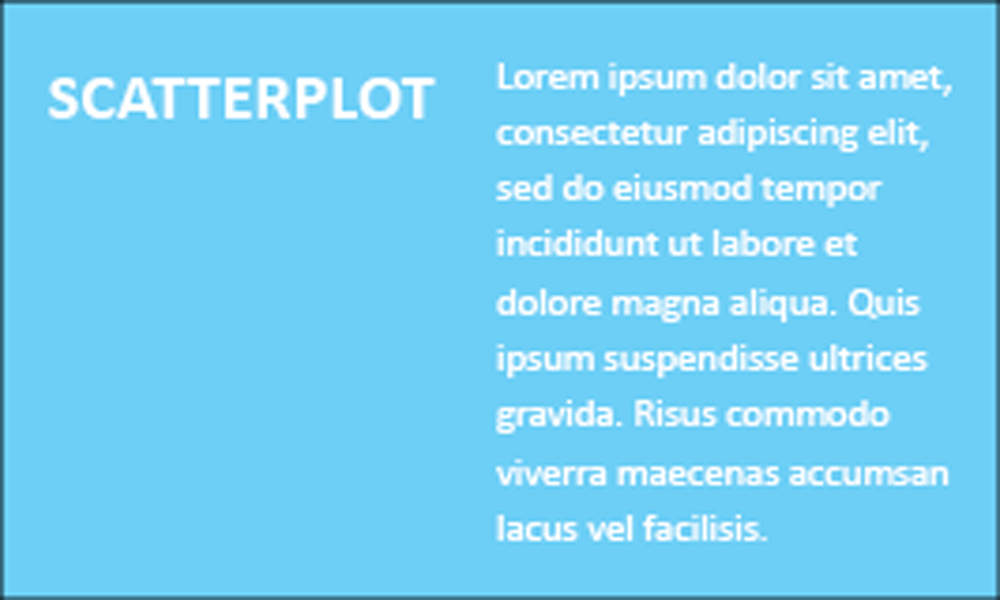 SCATTERPLOT
Lorem ipsum dolor sit amet,
consectetur adipiscing elit,
sed do eiusmod tempor
incididunt ut labore et
dolore magna aliqua. Quis
ipsum suspendisse ultrices
gravida. Risus commodo
viverra maecenas accumsan
lacus vel facilisis.